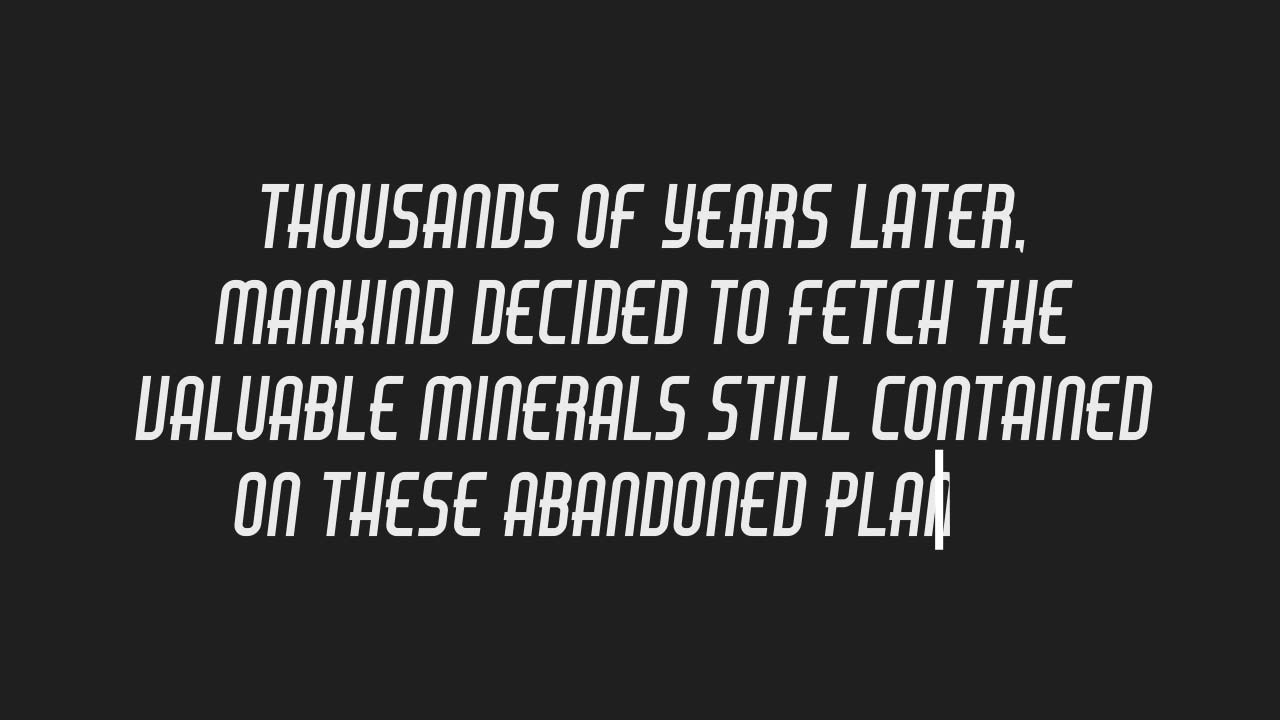 THOUSANDS OF YEARS LATER,
MANKIND DECIDED TO FETCH THE
VALUABLE MINERALS STILL CONTAINED
ON THESE ABANDONED PLAN